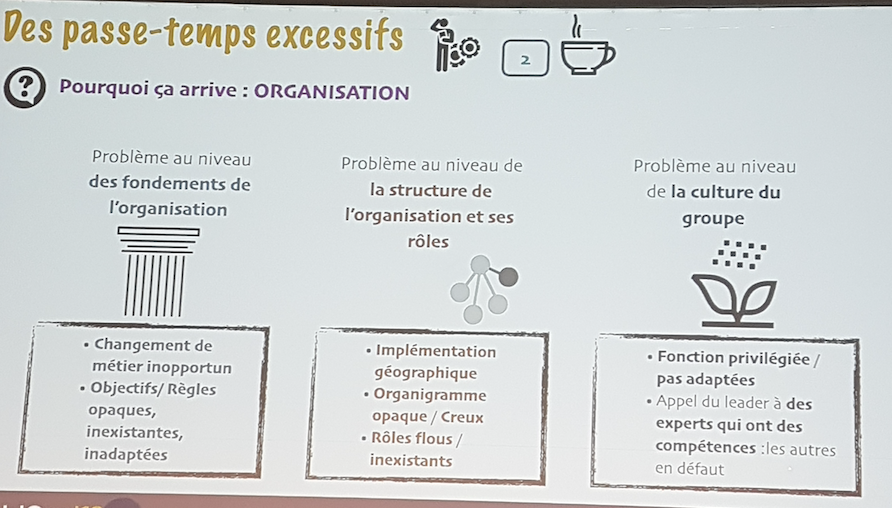 Des passe-temps excessifs
2
?
Pourquoi ça arrive : ORGANISATION
Problème au niveau
des fondements de
l'organisation
• Changement de
métier inopportun
• Objectifs/ Règles
opaques,
inexistantes,
inadaptées
Problème au niveau de
la structure de
l'organisation et ses
rôles
• Implémentation
géographique
• Organigramme
opaque / Creux
• Rôles flous /
inexistants
Problème au niveau
de la culture du
groupe
• Fonction privilégiée /
pas adaptées
• Appel du leader à des
experts qui ont des
compétences :les autres
en défaut